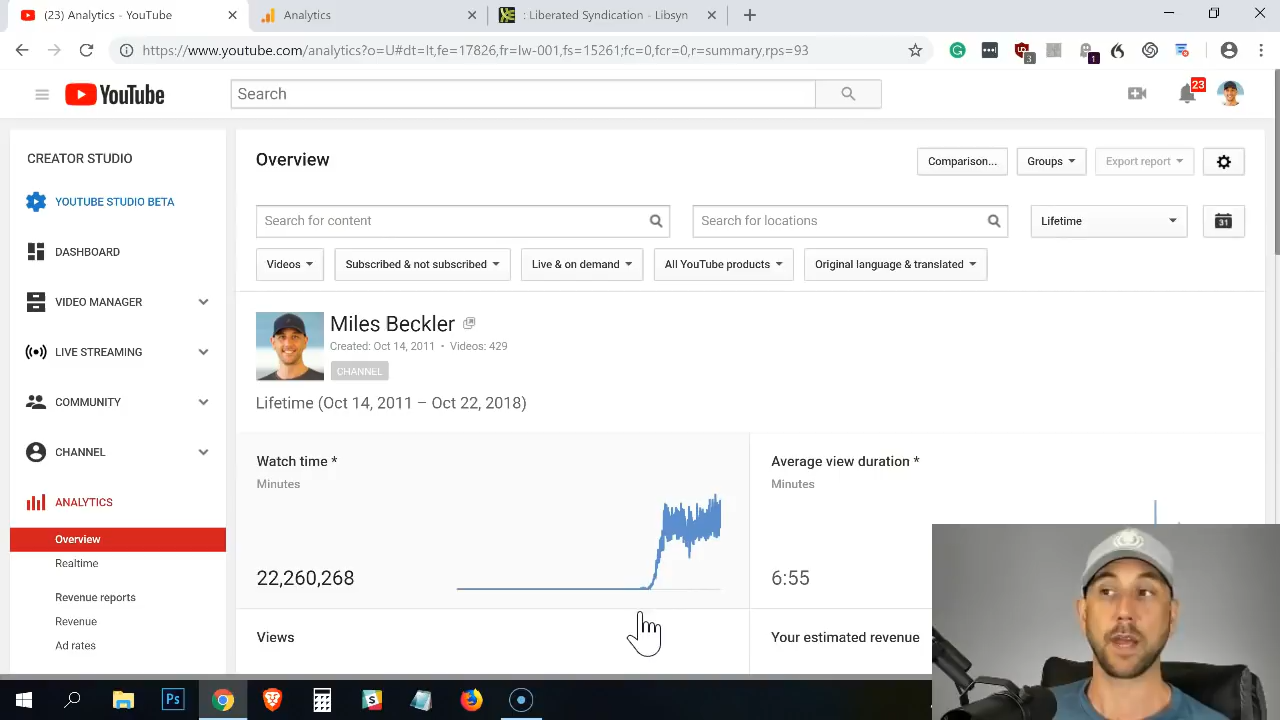 (23) Analytics - YouTube
Analytics
: Liberated Syndication - Libsyn
https://www.youtube.com/analytics?o=U#dt=lt,fe=17826,fr=lw-001,fs=15261;fc=0,fcr=0,r=summary,rps=93
3
1
YouTube
Search
23
CREATOR STUDIO
YOUTUBE STUDIO BETA
DASHBOARD
VIDEO MANAGER
LIVE STREAMING
COMMUNITY
CHANNEL
ANALYTICS
Overview
Realtime
Revenue reports
Revenue
Ad rates
Overview
Comparison...
Groups
Export report
Search for content
Search for locations
Lifetime
31
Videos
Subscribed & not subscribed
Live & on demand
All YouTube products
Original language & translated
Miles Beckler
Created: Oct 14, 2011 • Videos: 429
CHANNEL
Lifetime (Oct 14, 2011 – Oct 22, 2018)
Watch time *
Minutes
22,260,268
Average view duration *
Minutes
6:55
Views
Your estimated revenue
Ps